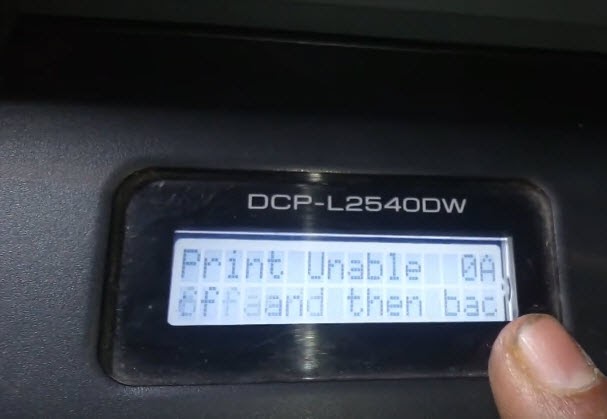 DCP-L2540DW
Print Unable 0A
off and then bac